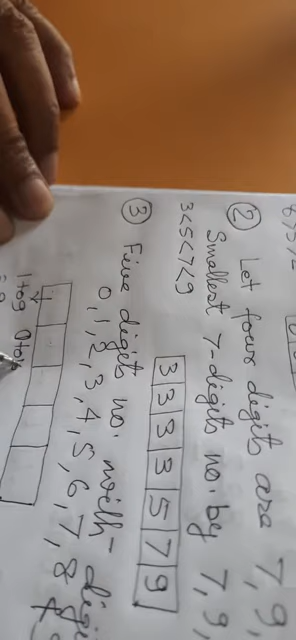 ② Let four digits are 7, 9,
Smallest 7-digits no. by 7, 9,
3<5<7<9
3 3 3 3 5 7 9
③ Five digits no. with digi
0, 1, 2, 3, 4, 5, 6, 7, 8 &
1 to 9 0 to